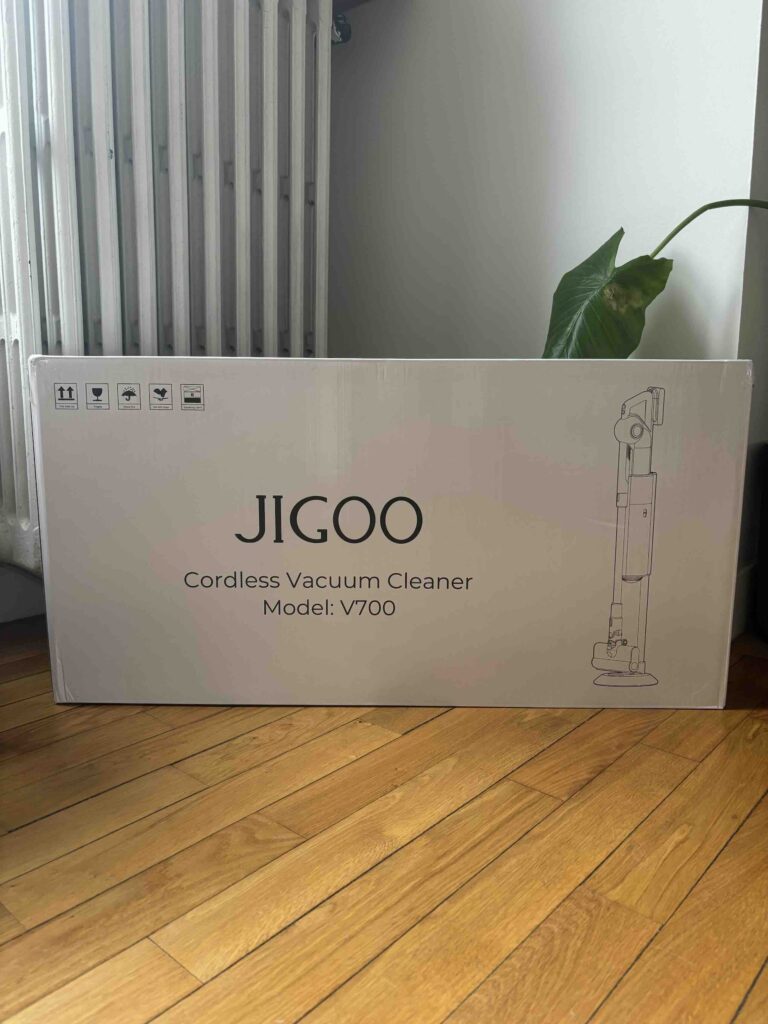 JIGOO
Cordless Vacuum Cleaner
Model: V700